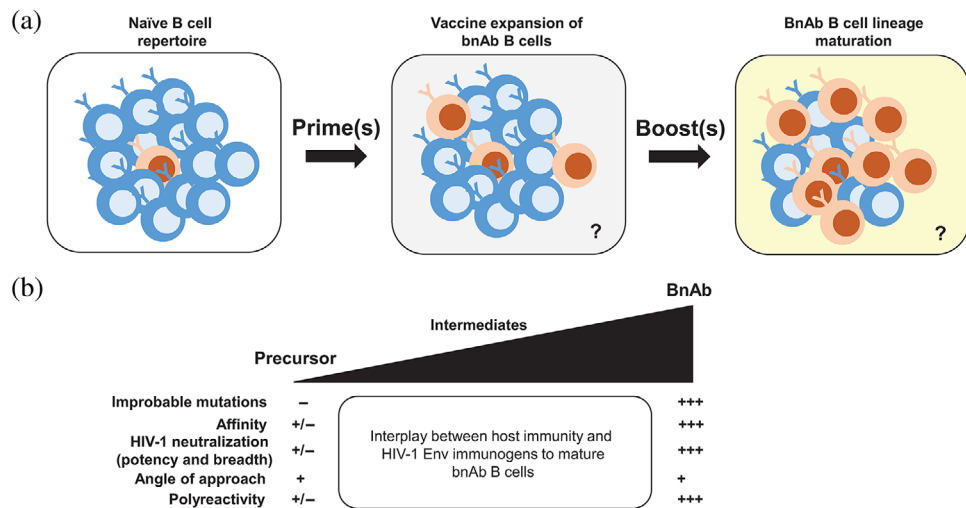 (a)
Naïve B cell
repertoire
Vaccine expansion of
bnAb B cells
BnAb B cell lineage
maturation
Prime(s)
Boost(s)
?
?
(b)
BnAb
Intermediates
Precursor
Improbable mutations – +++
Affinity +/– +++
HIV-1 neutralization
(potency and breadth) +/– +++
Angle of approach + +
Polyreactivity +/– +++
Interplay between host immunity and
HIV-1 Env immunogens to mature
bnAb B cells